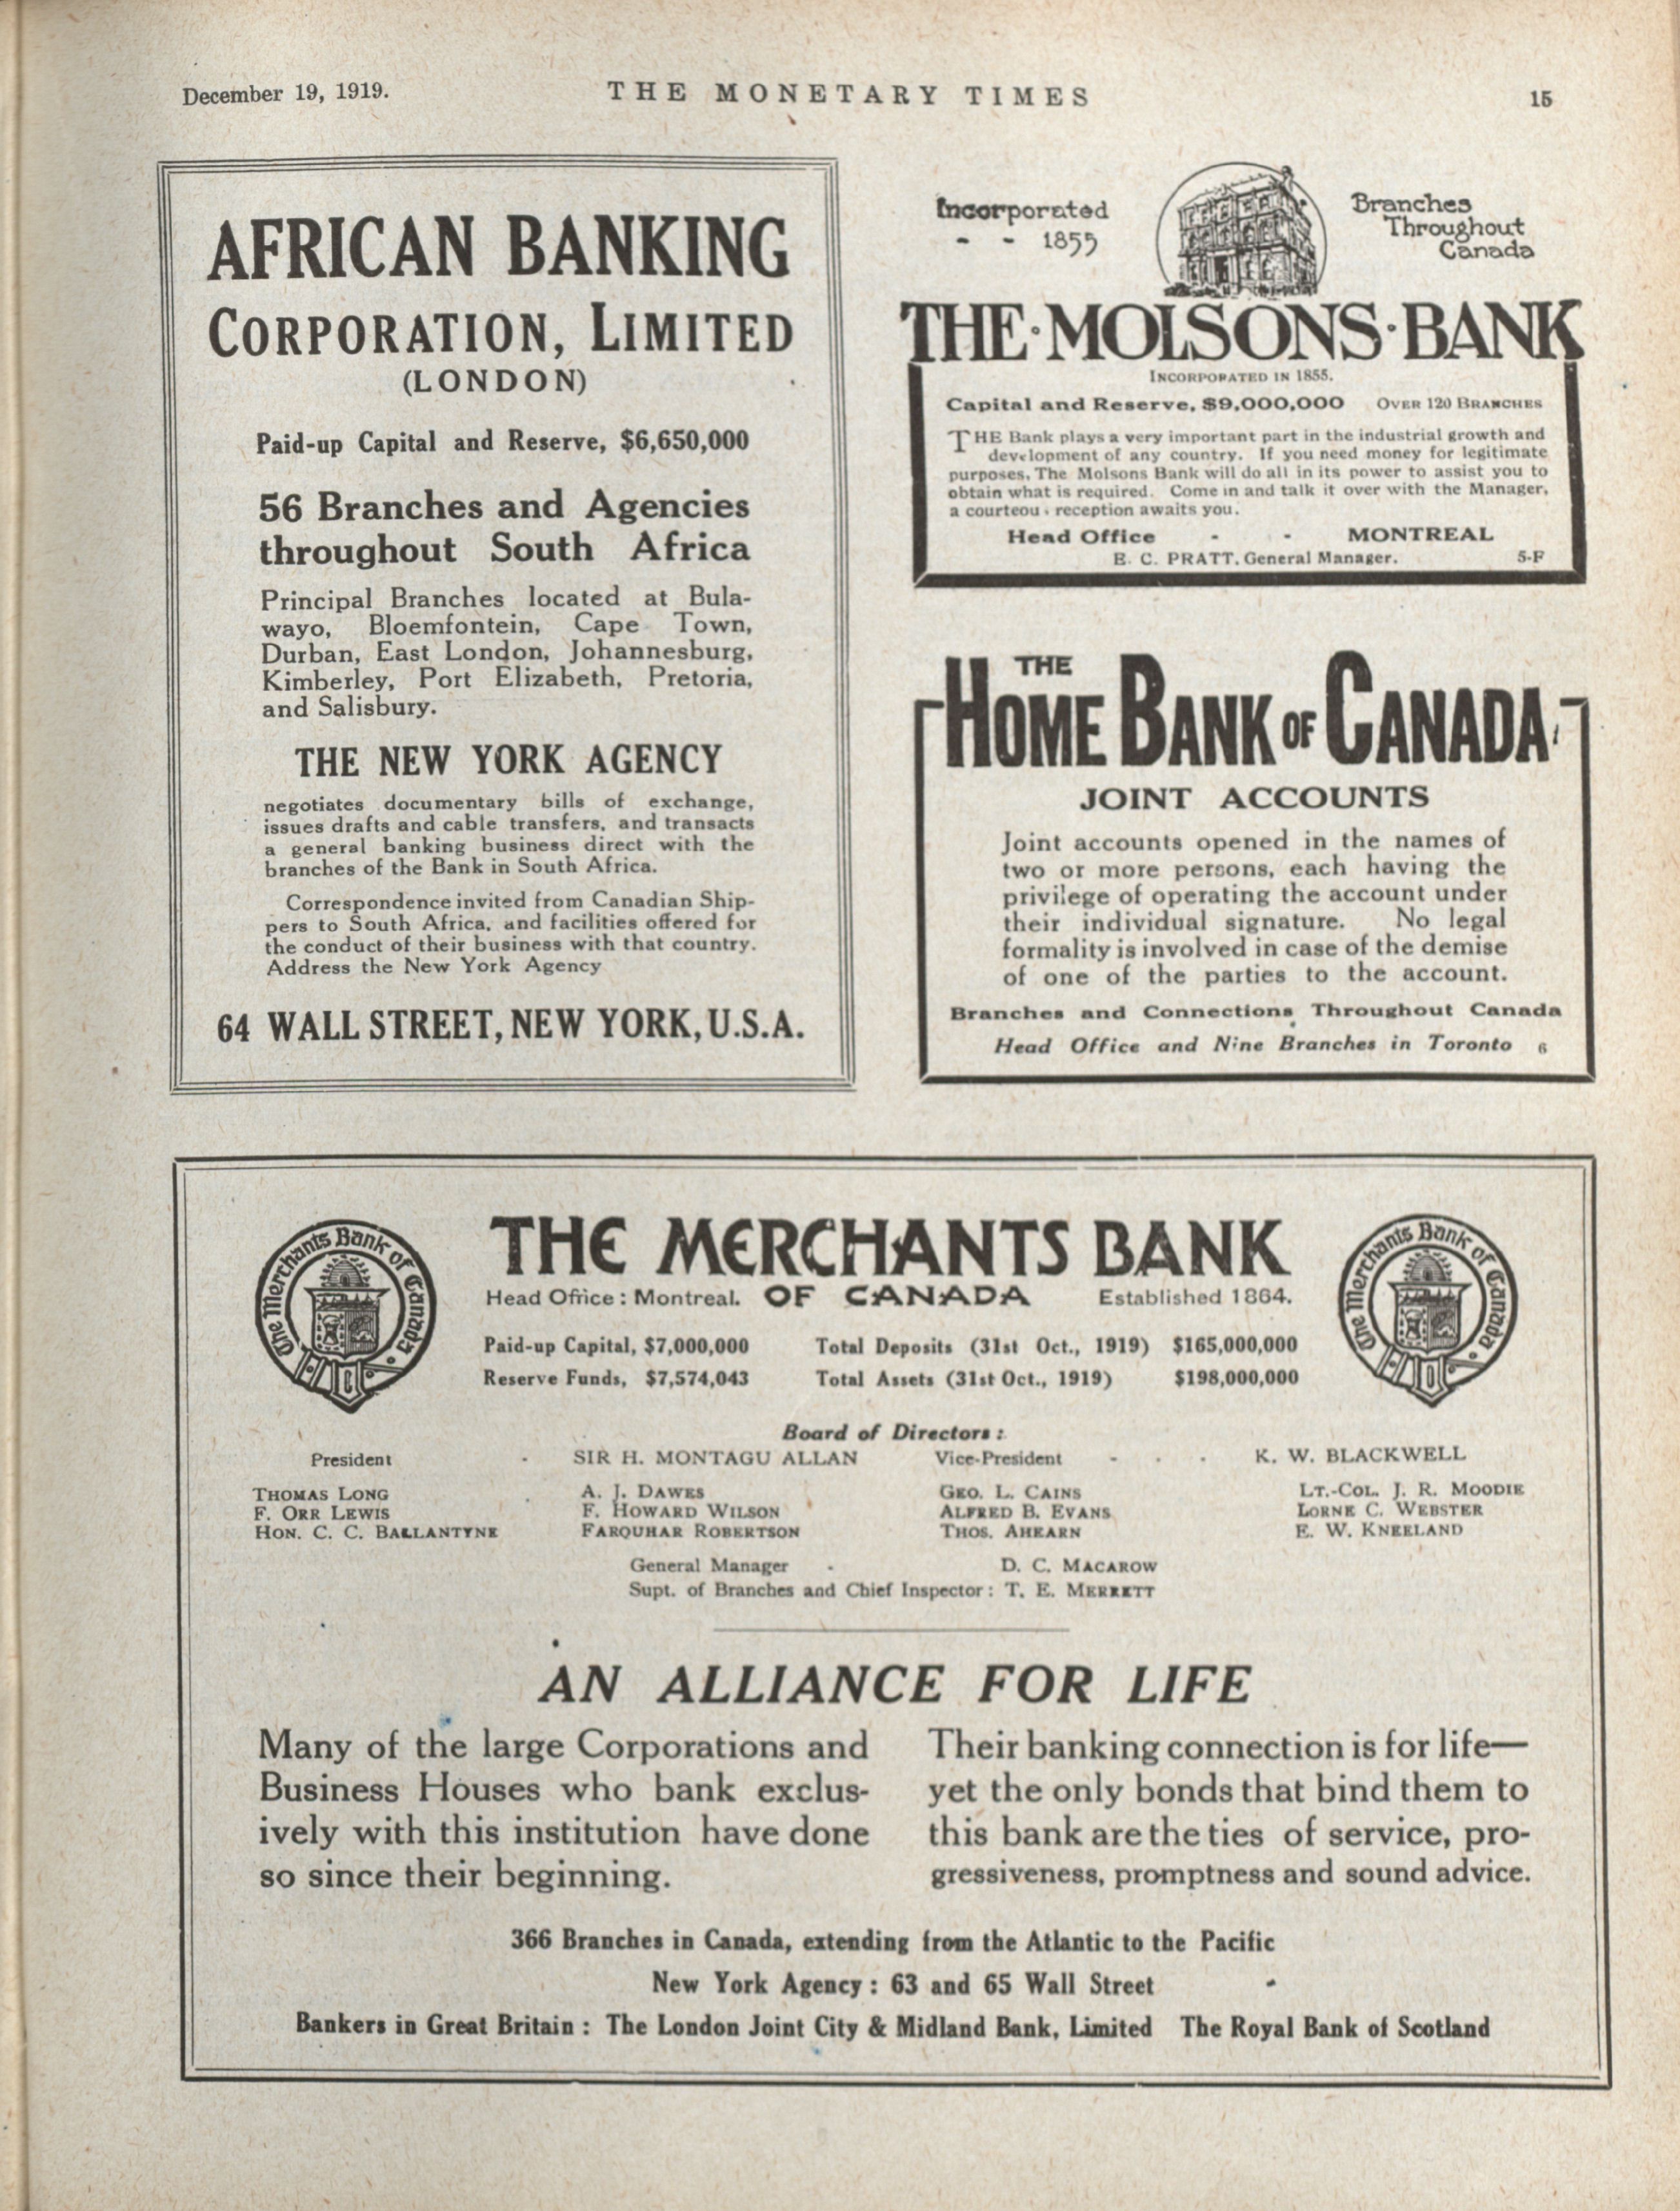 December 19, 1919.
THE MONETARY TIMES
15
AFRICAN BANKING
CORPORATION, LIMITED
(LONDON)
Paid-up Capital and Reserve, $6,650,000
56 Branches and Agencies
throughout South Africa
Principal Branches located at Bula-
wayo, Bloemfontein, Cape Town,
Durban, East London, Johannesburg,
Kimberley, Port Elizabeth, Pretoria,
and Salisbury.
THE NEW YORK AGENCY
negotiates documentary bills of exchange,
issues drafts and cable transfers, and transacts
a general banking business direct with the
branches of the Bank in South Africa.
Correspondence invited from Canadian Ship-
pers to South Africa, and facilities offered for
the conduct of their business with that country.
Address the New York Agency
64 WALL STREET, NEW YORK, U.S.A.
Incorporated
- - 1855
Branches
Throughout
Canada
THE·MOLSONS·BANK
INCORPORATED IN 1855.
Capital and Reserve, $9,000,000 OVER 120 BRANCHES
THE Bank plays a very important part in the industrial growth and
development of any country. If you need money for legitimate
purposes, The Molsons Bank will do all in its power to assist you to
obtain what is required. Come in and talk it over with the Manager,
a courteou reception awaits you.
Head Office - - MONTREAL
E. C. PRATT, General Manager. 5-F
THE
HOME BANK OF CANADA
JOINT ACCOUNTS
Joint accounts opened in the names of
two or more persons, each having the
privilege of operating the account under
their individual signature. No legal
formality is involved in case of the demise
of one of the parties to the account.
Branches and Connections Throughout Canada
Head Office and Nine Branches in Toronto 6
The Merchants Bank of Canada
THE MERCHANTS BANK
The Merchants Bank of Canada
Head Office: Montreal. OF CANADA Established 1864.
Paid-up Capital, $7,000,000 Total Deposits (31st Oct., 1919) $165,000,000
Reserve Funds, $7,574,043 Total Assets (31st Oct., 1919) $198,000,000
Board of Directors:
President - SIR H. MONTAGU ALLAN Vice-President - - - K. W. BLACKWELL
THOMAS LONG A. J. DAWES GEO. L. CAINS LT.-COL. J. R. MOODIE
F. ORR LEWIS F. HOWARD WILSON ALFRED B. EVANS LORNE C. WEBSTER
HON. C. C. BALLANTYNE FARQUHAR ROBERTSON THOS. AHEARN E. W. KNEELAND
General Manager - D. C. MACAROW
Supt. of Branches and Chief Inspector: T. E. MERRETT
AN ALLIANCE FOR LIFE
Many of the large Corporations and
Business Houses who bank exclus-
ively with this institution have done
so since their beginning.
Their banking connection is for life—
yet the only bonds that bind them to
this bank are the ties of service, pro-
gressiveness, promptness and sound advice.
366 Branches in Canada, extending from the Atlantic to the Pacific
New York Agency: 63 and 65 Wall Street
Bankers in Great Britain: The London Joint City & Midland Bank, Limited The Royal Bank of Scotland